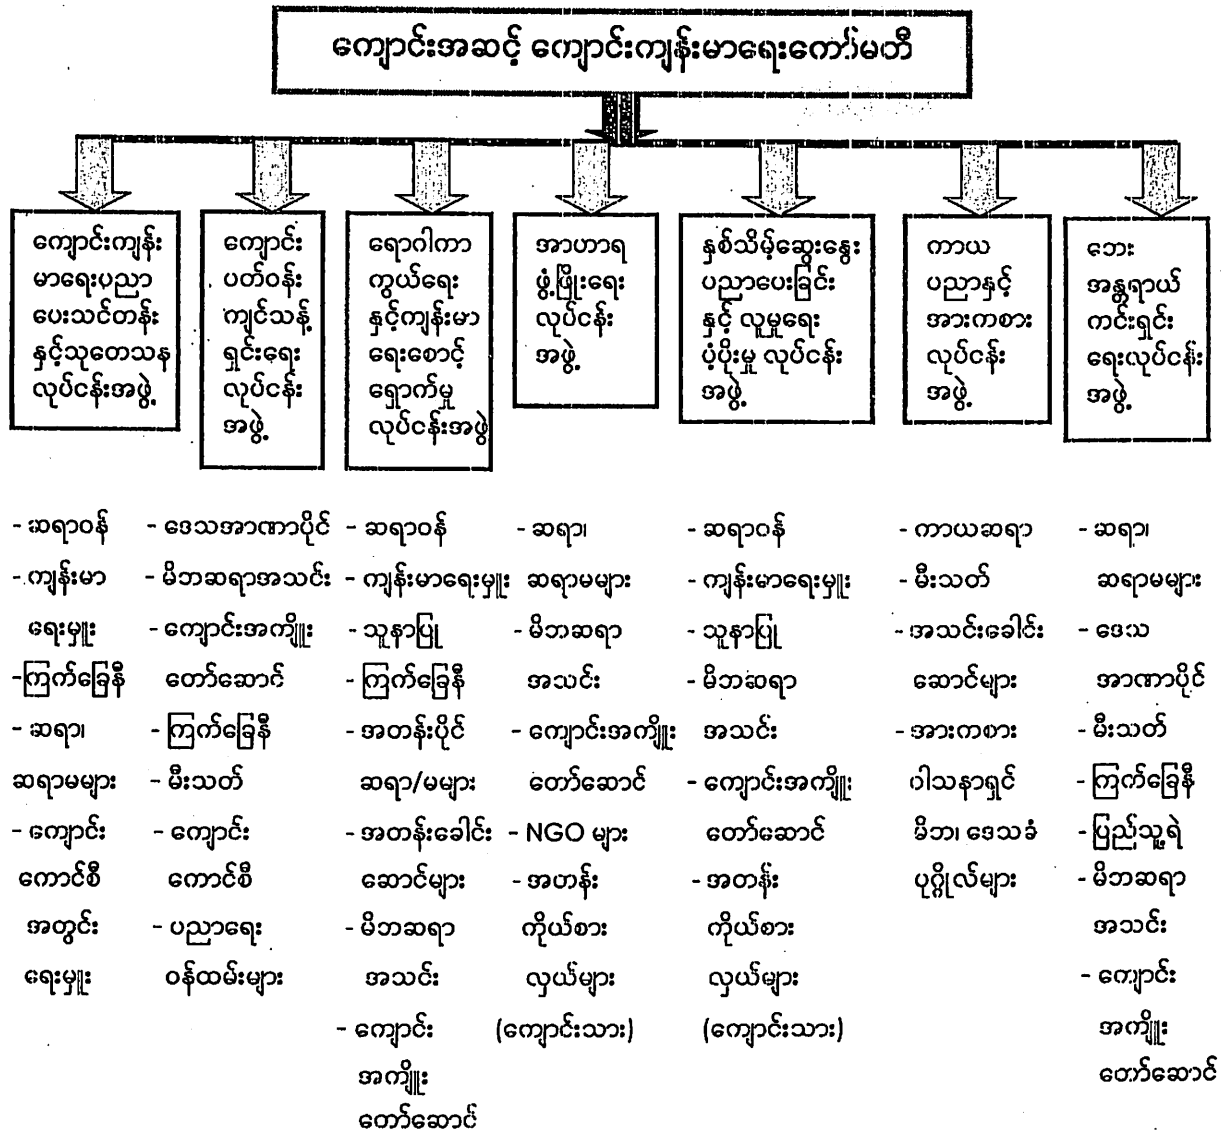 ကျောင်းအဆင့် ကျောင်းကျန်းမာရေးကော်မတီ
ကျောင်းကျန်း
မာရေးပညာ
ပေးသင်တန်း
နှင့်သုတေသန
လုပ်ငန်းအဖွဲ့
ကျောင်း
ပတ်ဝန်း
ကျင်သန့်
ရှင်းရေး
လုပ်ငန်း
အဖွဲ့
ရောဂါကာ
ကွယ်ရေး
နှင့်ကျန်းမာ
ရေးစောင့်
ရှောက်မှု
လုပ်ငန်းအဖွဲ့
အာဟာရ
ဖွံ့ဖြိုးရေး
လုပ်ငန်း
အဖွဲ့
နှစ်သိမ့်ဆွေးနွေး
ပညာပေးခြင်း
နှင့် လူမှုရေး
ပံ့ပိုးမှု လုပ်ငန်း
အဖွဲ့
ကာယ
ပညာနှင့်
အားကစား
လုပ်ငန်း
အဖွဲ့
ဘေး
အန္တရာယ်
ကင်းရှင်း
ရေးလုပ်ငန်း
အဖွဲ့
- ဆရာဝန်
- ကျန်းမာ
ရေးမှူး
-ကြက်ခြေနီ
- ဆရာ၊
ဆရာမများ
- ကျောင်း
ကောင်စီ
အတွင်း
ရေးမှူး
- ဒေသအာဏာပိုင်
- မိဘဆရာအသင်း
- ကျောင်းအကျိုး
တော်ဆောင်
- ကြက်ခြေနီ
- မီးသတ်
- ကျောင်း
ကောင်စီ
- ပညာရေး
ဝန်ထမ်းများ
- ဆရာဝန်
- ကျန်းမာရေးမှူး
- သူနာပြု
- ကြက်ခြေနီ
- အတန်းပိုင်
ဆရာ/မများ
- အတန်းခေါင်း
ဆောင်များ
- မိဘဆရာ
အသင်း
- ကျောင်း
အကျိုး
တော်ဆောင်
- ဆရာ၊
ဆရာမများ
- မိဘဆရာ
အသင်း
- ကျောင်းအကျိုး
တော်ဆောင်
- NGO များ
- အတန်း
ကိုယ်စား
လှယ်များ
(ကျောင်းသား)
- ဆရာဝန်
- ကျန်းမာရေးမှူး
- သူနာပြု
- မိဘဆရာ
အသင်း
- ကျောင်းအကျိုး
တော်ဆောင်
- အတန်း
ကိုယ်စား
လှယ်များ
(ကျောင်းသား)
- ကာယဆရာ
- မီးသတ်
- အသင်းခေါင်း
ဆောင်များ
- အားကစား
ဝါသနာရှင်
မိဘ၊ ဒေသခံ
ပုဂ္ဂိုလ်များ
- ဆရာ၊
ဆရာမများ
- ဒေသ
အာဏာပိုင်
- မီးသတ်
- ကြက်ခြေနီ
- ပြည်သူ့ရဲ
- မိဘဆရာ
အသင်း
- ကျောင်း
အကျိုး
တော်ဆောင်